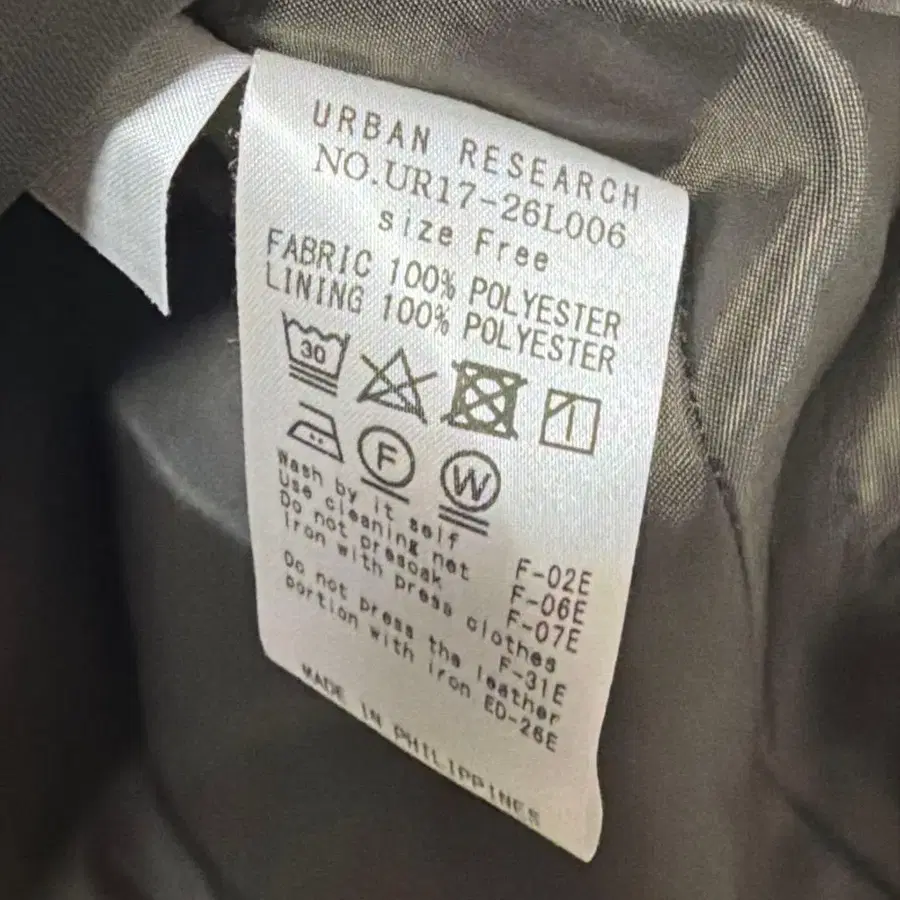 URBAN RESEARCH
NO.UR17-26L006
size Free
FABRIC 100% POLYESTER
LINING 100% POLYESTER
30
F
W
Wash by it self F-02E
Use cleaning net F-06E
Do not presoak F-07E
Iron with press clothes
F-31E
Do not press the leather
portion with iron ED-26E
MADE IN PHILIPPINES